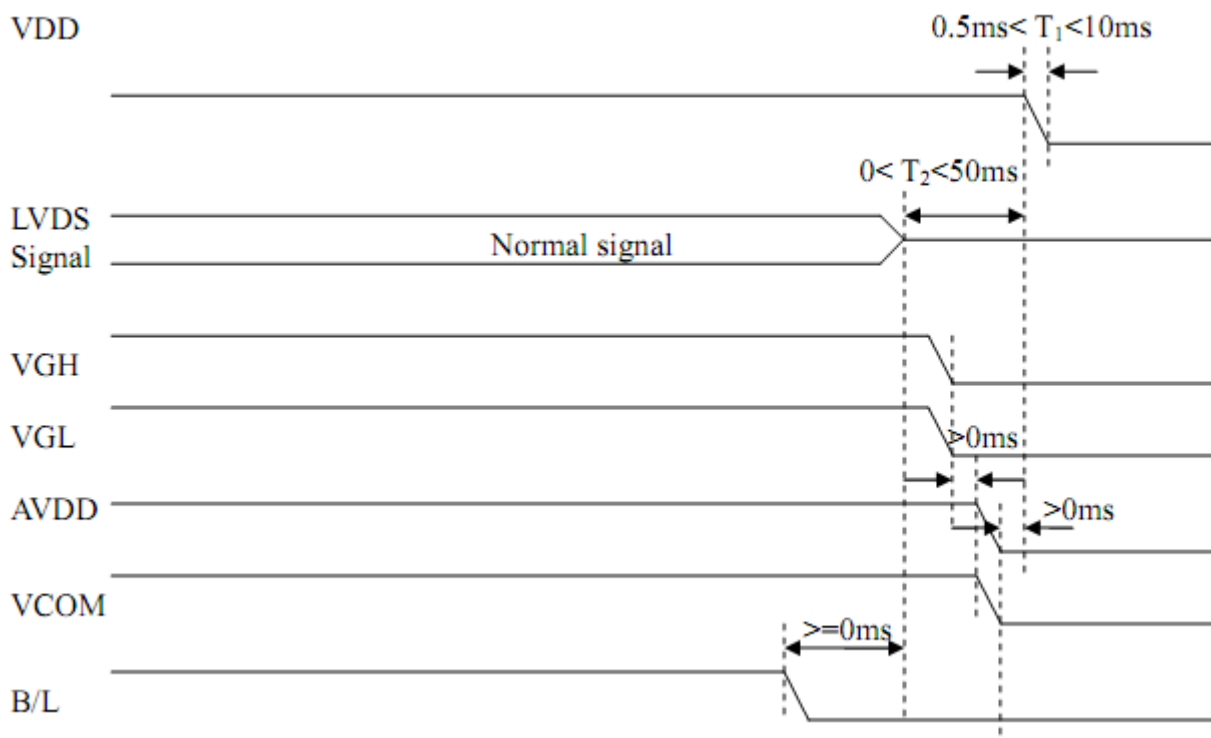 VDD
0.5ms< T₁<10ms
0< T₂<50ms
LVDS
Signal
Normal signal
VGH
VGL
>0ms
AVDD
>0ms
VCOM
>=0ms
B/L